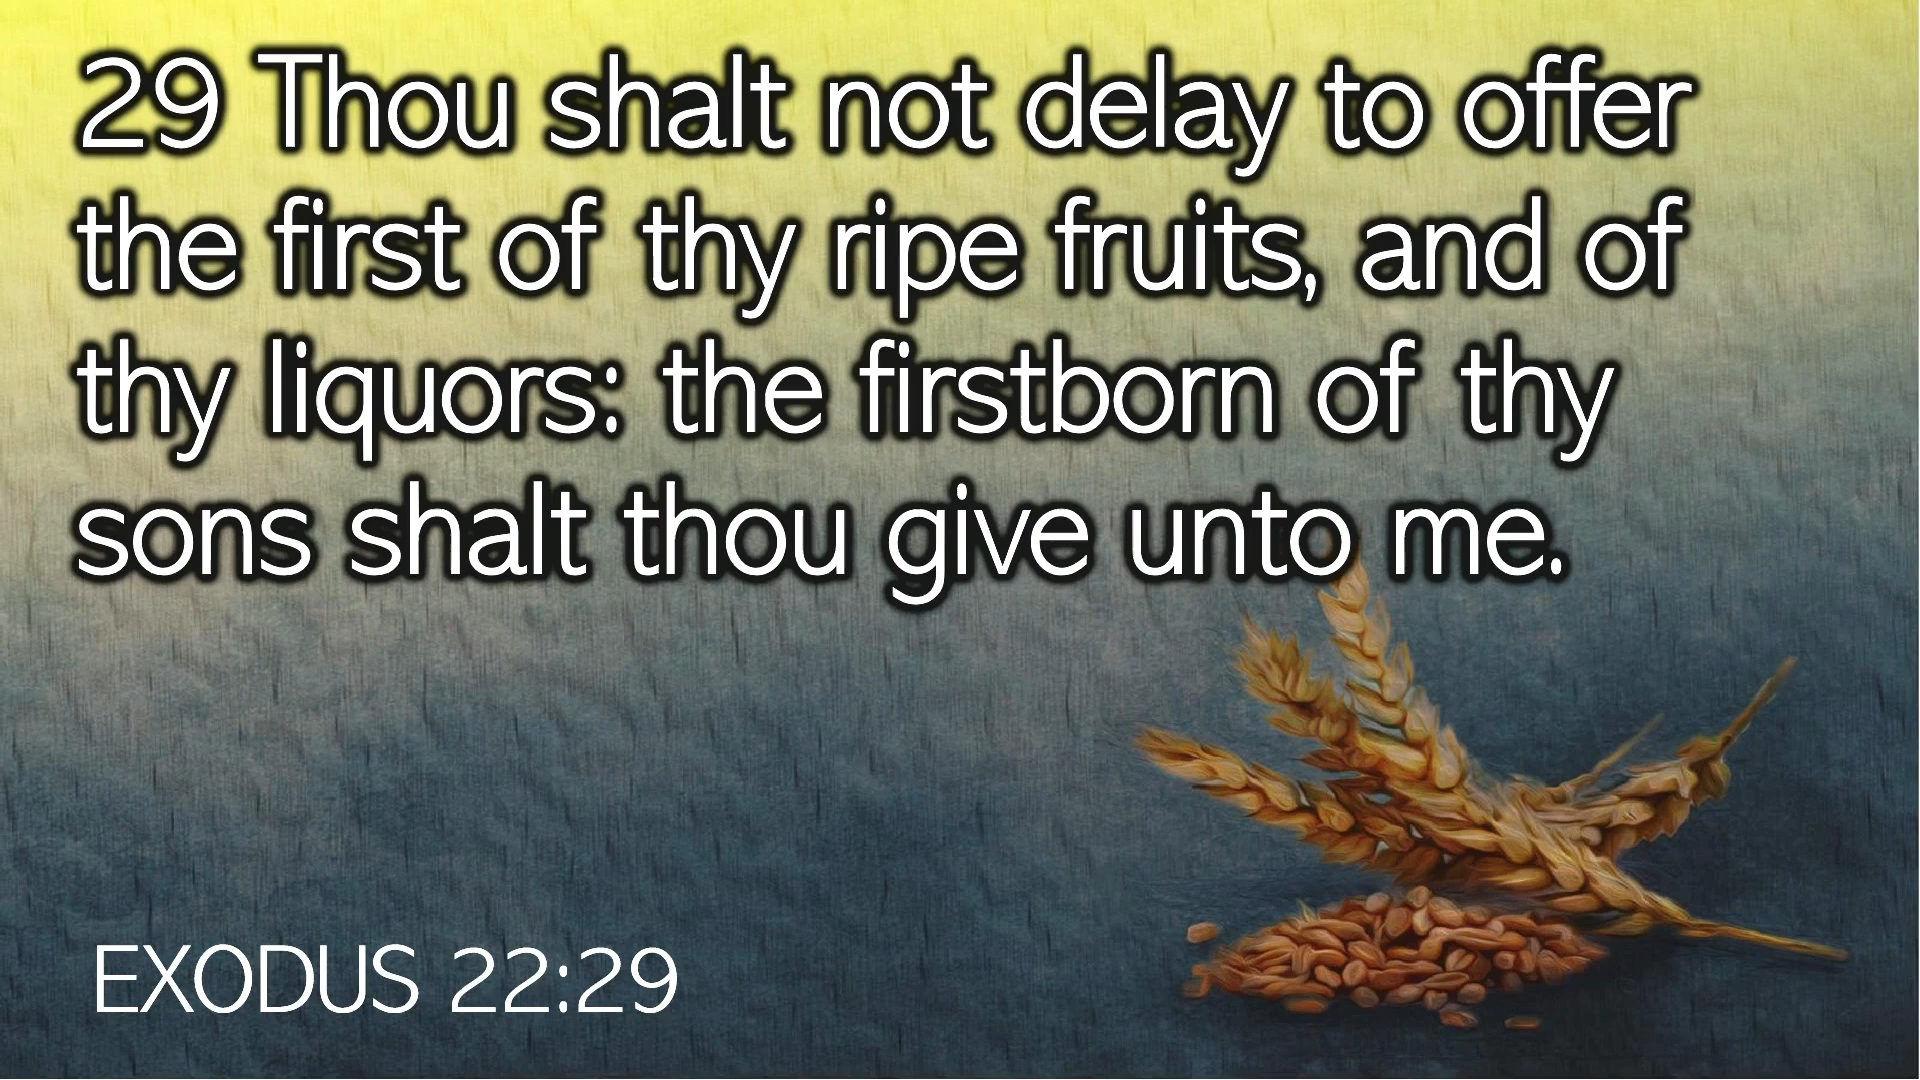 29 Thou shalt not delay to offer
the first of thy ripe fruits, and of
thy liquors: the firstborn of thy
sons shalt thou give unto me.
EXODUS 22:29